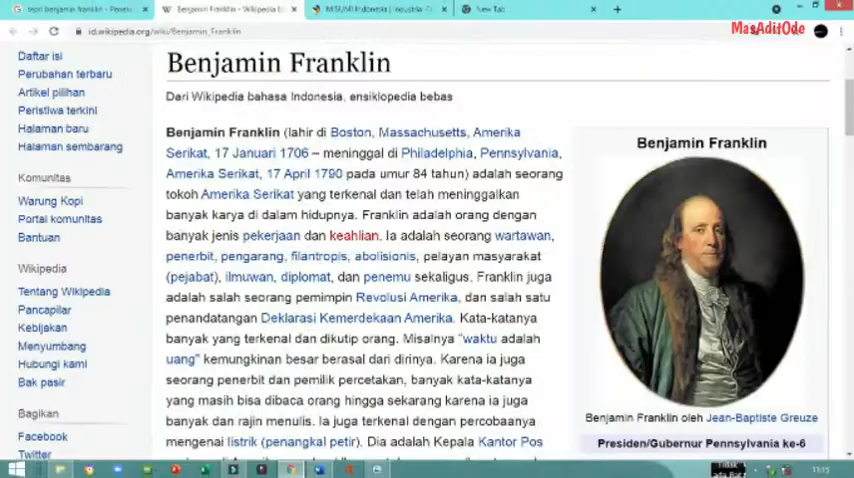 Benjamin Franklin - Wikipedia b
MISUMI Indonesia | Industrial C
New Tab
id.wikipedia.org/wiki/Benjamin_Franklin
MasAditOde
Daftar isi
Perubahan terbaru
Artikel pilihan
Peristiwa terkini
Halaman baru
Halaman sembarang
Komunitas
Warung Kopi
Portal komunitas
Bantuan
Wikipedia
Tentang Wikipedia
Pancapilar
Kebijakan
Menyumbang
Hubungi kami
Bak pasir
Bagikan
Facebook
Twitter
Benjamin Franklin
Dari Wikipedia bahasa Indonesia, ensiklopedia bebas
Benjamin Franklin (lahir di Boston, Massachusetts, Amerika
Serikat, 17 Januari 1706 – meninggal di Philadelphia, Pennsylvania,
Amerika Serikat, 17 April 1790 pada umur 84 tahun) adalah seorang
tokoh Amerika Serikat yang terkenal dan telah meninggalkan
banyak karya di dalam hidupnya. Franklin adalah orang dengan
banyak jenis pekerjaan dan keahlian. Ia adalah seorang wartawan,
penerbit, pengarang, filantropis, abolisionis, pelayan masyarakat
(pejabat), ilmuwan, diplomat, dan penemu sekaligus. Franklin juga
adalah salah seorang pemimpin Revolusi Amerika, dan salah satu
penandatangan Deklarasi Kemerdekaan Amerika. Kata-katanya
banyak yang terkenal dan dikutip orang. Misalnya "waktu adalah
uang" kemungkinan besar berasal dari dirinya. Karena ia juga
seorang penerbit dan pemilik percetakan, banyak kata-katanya
yang masih bisa dibaca orang hingga sekarang karena ia juga
banyak dan rajin menulis. Ia juga terkenal dengan percobaanya
mengenai listrik (penangkal petir). Dia adalah Kepala Kantor Pos
Benjamin Franklin
Benjamin Franklin oleh Jean-Baptiste Greuze
Presiden/Gubernur Pennsylvania ke-6